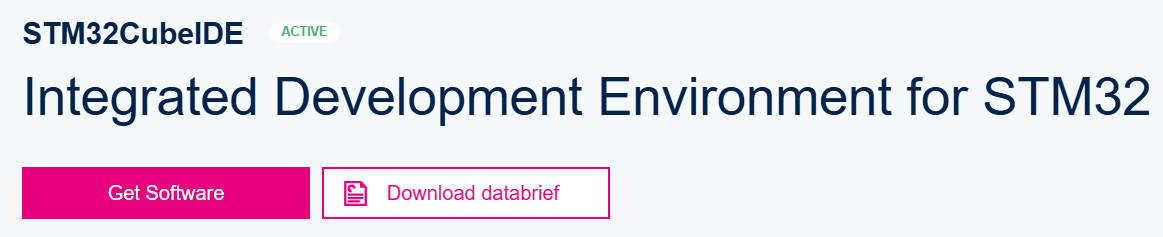 STM32CubeIDE ACTIVE
Integrated Development Environment for STM32
Get Software Download databrief